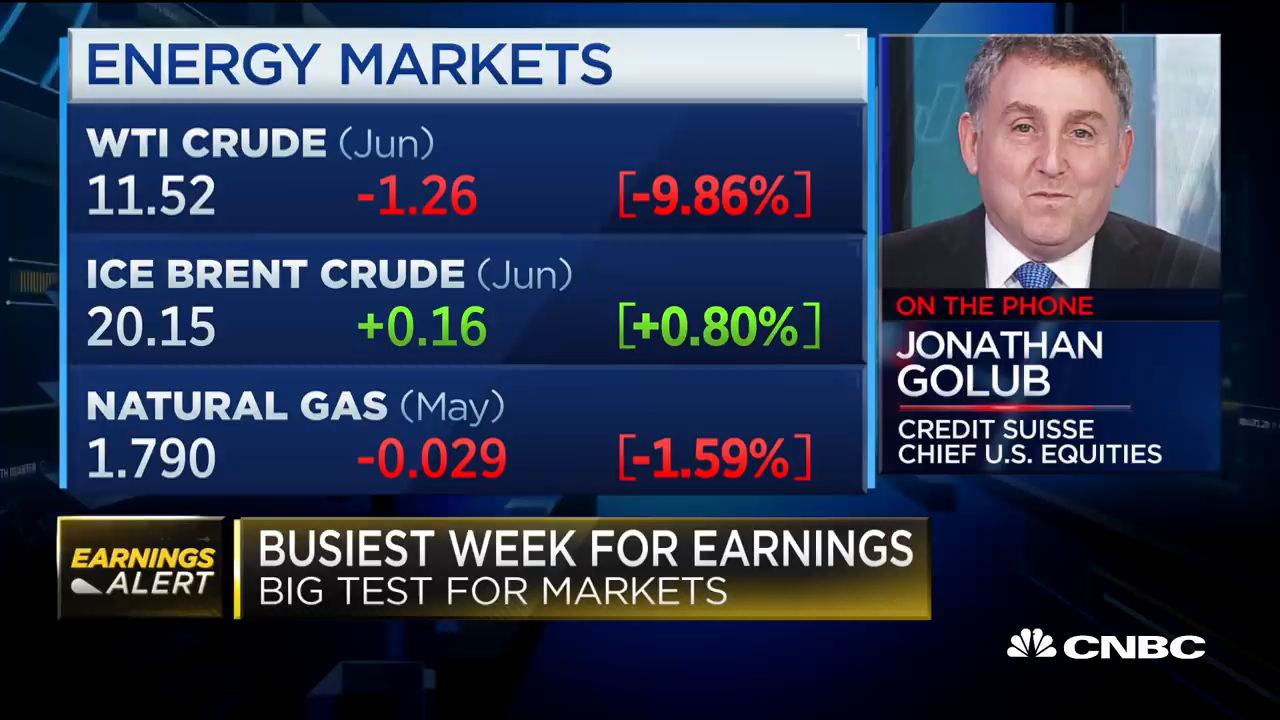 ENERGY MARKETS
WTI CRUDE (Jun)
11.52 -1.26 [-9.86%]
ICE BRENT CRUDE (Jun)
20.15 +0.16 [+0.80%]
NATURAL GAS (May)
1.790 -0.029 [-1.59%]
ON THE PHONE
JONATHAN
GOLUB
CREDIT SUISSE
CHIEF U.S. EQUITIES
EARNINGS
ALERT
BUSIEST WEEK FOR EARNINGS
BIG TEST FOR MARKETS
CNBC